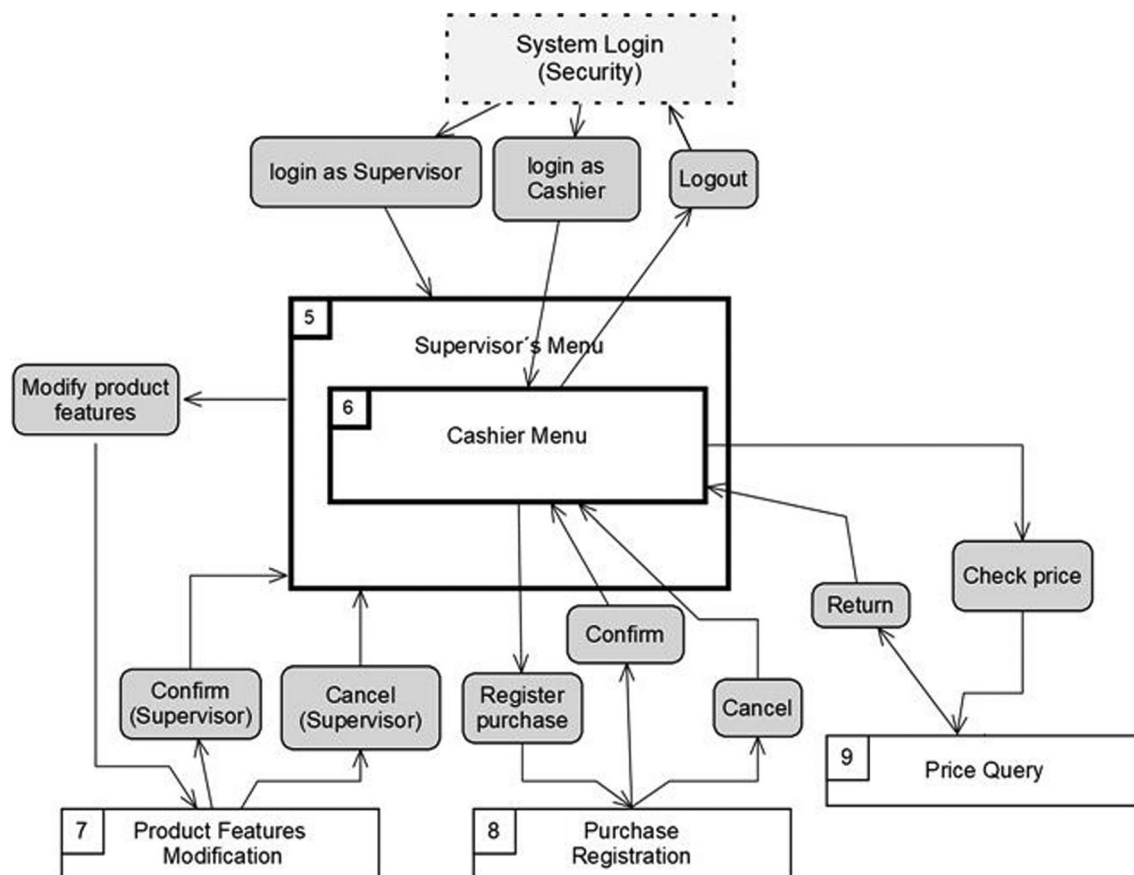 System Login
(Security)
login as Supervisor
login as
Cashier
Logout
5
Supervisor´s Menu
Modify product
features
6
Cashier Menu
Check price
Return
Confirm
Confirm
(Supervisor)
Cancel
(Supervisor)
Register
purchase
Cancel
9
Price Query
7
Product Features
Modification
8
Purchase
Registration